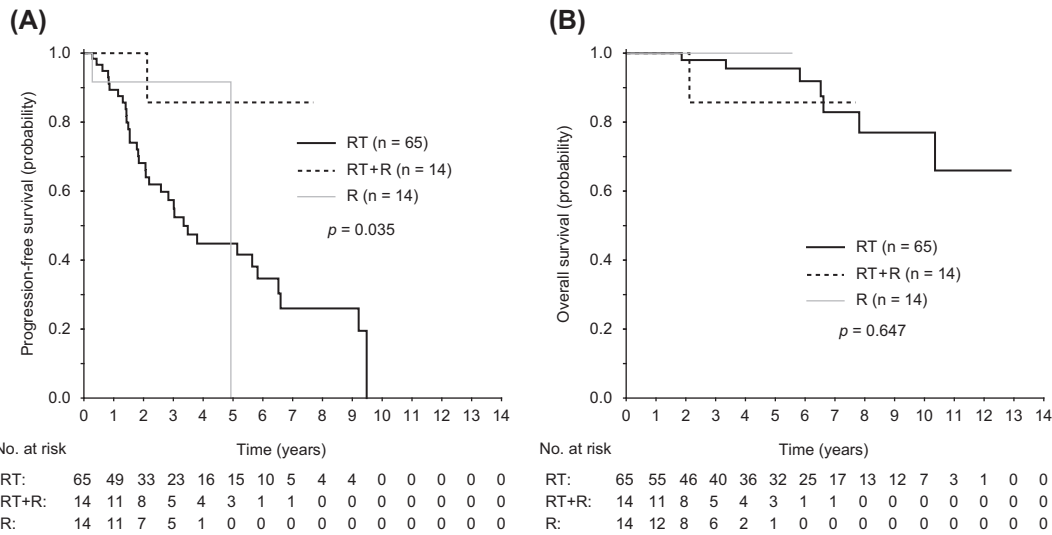 (A)
1.0
0.8
0.6
0.4
0.2
0.0
Progression-free survival (probability)
RT (n = 65)
RT+R (n = 14)
R (n = 14)
p = 0.035
0 1 2 3 4 5 6 7 8 9 10 11 12 13 14
No. at risk Time (years)
RT: 65 49 33 23 16 15 10 5 4 4 0 0 0 0 0
RT+R: 14 11 8 5 4 3 1 1 0 0 0 0 0 0 0
R: 14 11 7 5 1 0 0 0 0 0 0 0 0 0 0
(B)
1.0
0.8
0.6
0.4
0.2
0.0
Overall survival (probability)
RT (n = 65)
RT+R (n = 14)
R (n = 14)
p = 0.647
0 1 2 3 4 5 6 7 8 9 10 11 12 13 14
No. at risk Time (years)
RT: 65 55 46 40 36 32 25 17 13 12 7 3 1 0 0
RT+R: 14 11 8 5 4 3 1 1 0 0 0 0 0 0 0
R: 14 12 8 6 2 1 0 0 0 0 0 0 0 0 0